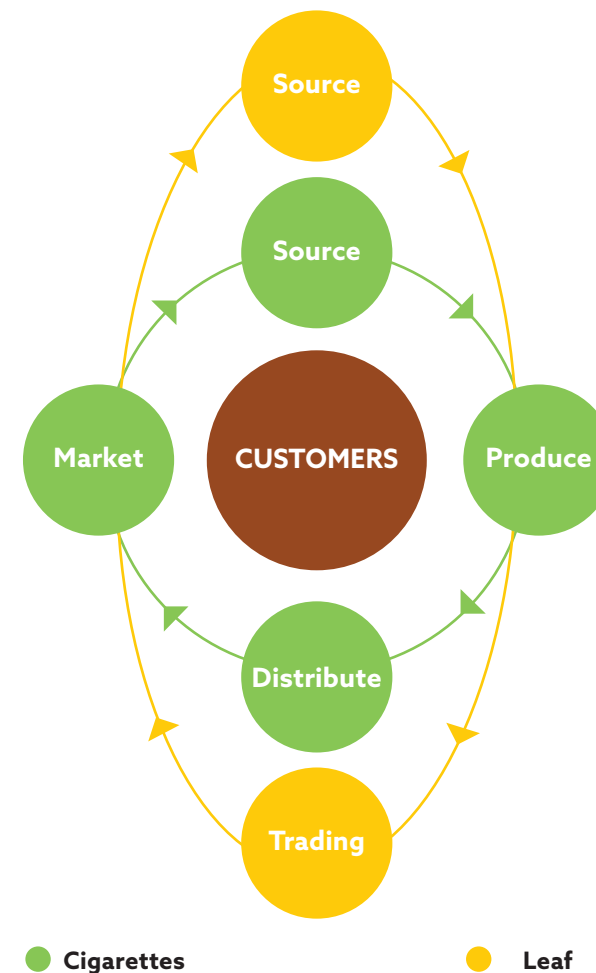 Source
Source
Market
CUSTOMERS
Produce
Distribute
Trading
Cigarettes
Leaf